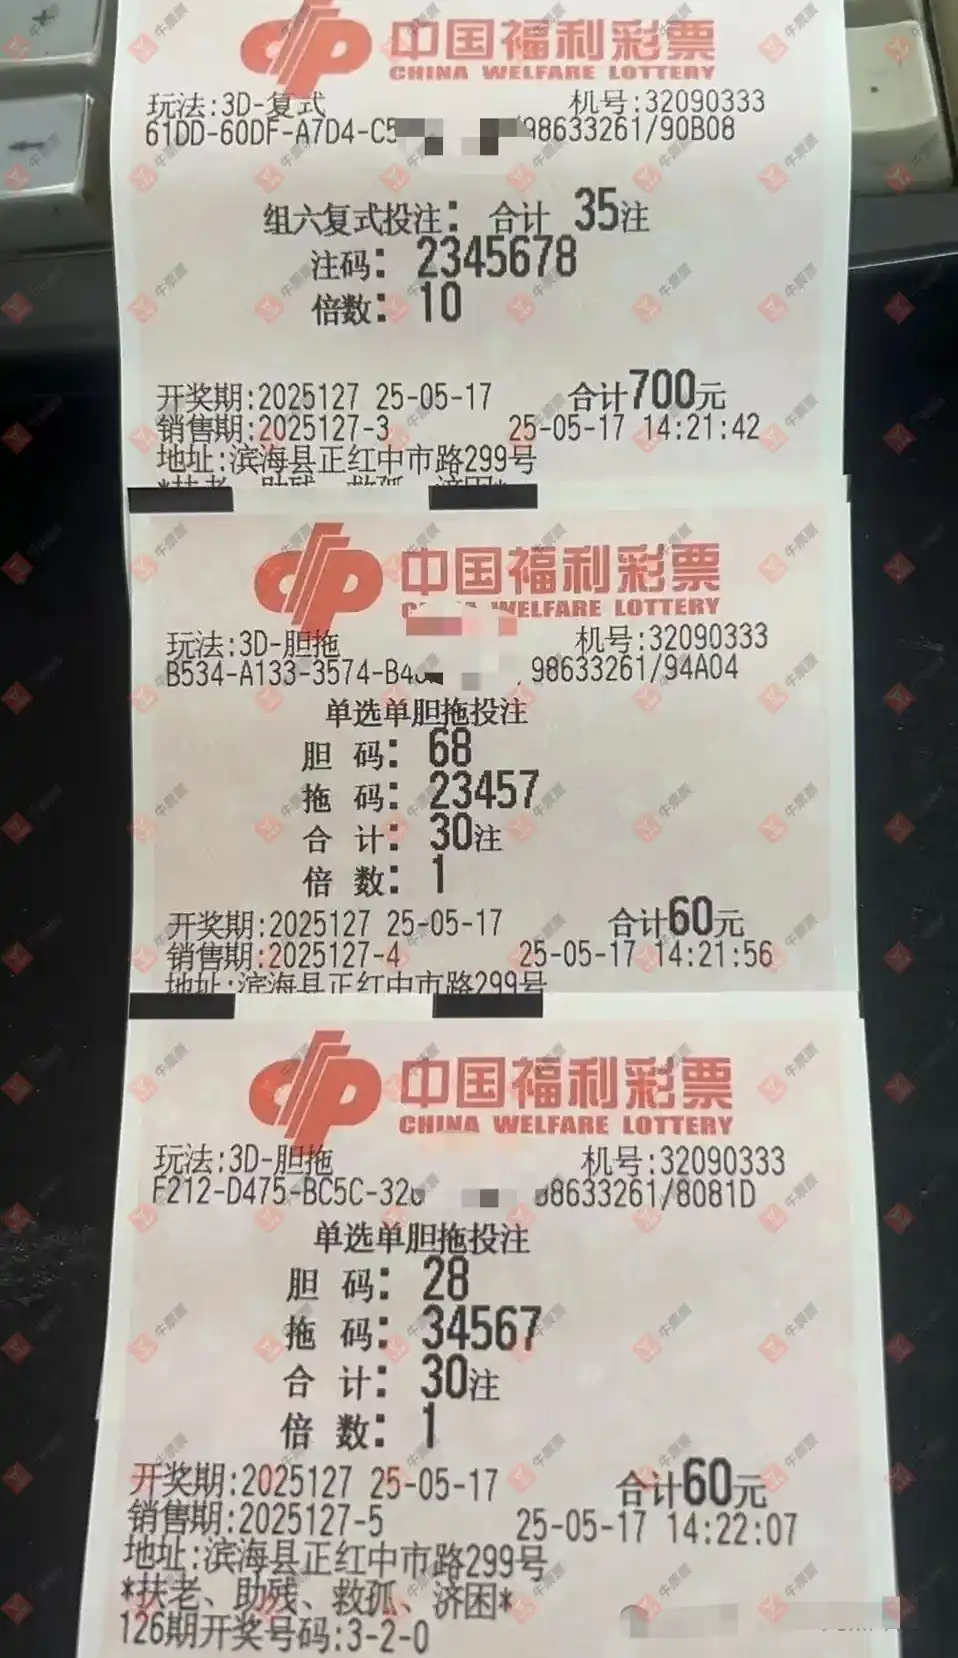 中国福利彩票
CHINA WELFARE LOTTERY
玩法:3D-复式 机号:32090333
61DD-60DF-A7D4-C5 98633261/90B08
组六复式投注: 合计 35注
注码: 2345678
倍数: 10
开奖期:2025127 25-05-17 合计700元
销售期:2025127-3 25-05-17 14:21:42
地址:滨海县正红中市路299号
*扶老、助残、救孤、济困*
中国福利彩票
CHINA WELFARE LOTTERY
玩法:3D-胆拖 机号:32090333
B534-A133-3574-B4 98633261/94A04
单选单胆拖投注
胆 码: 68
拖 码: 23457
合 计: 30注
倍 数: 1
开奖期:2025127 25-05-17 合计60元
销售期:2025127-4 25-05-17 14:21:56
地址:滨海县正红中市路299号
中国福利彩票
CHINA WELFARE LOTTERY
玩法:3D-胆拖 机号:32090333
F212-D475-BC5C-32 8633261/8081D
单选单胆拖投注
胆 码: 28
拖 码: 34567
合 计: 30注
倍 数: 1
开奖期:2025127 25-05-17 合计60元
销售期:2025127-5 25-05-17 14:22:07
地址:滨海县正红中市路299号
*扶老、助残、救孤、济困*
126期开奖号码:3-2-0